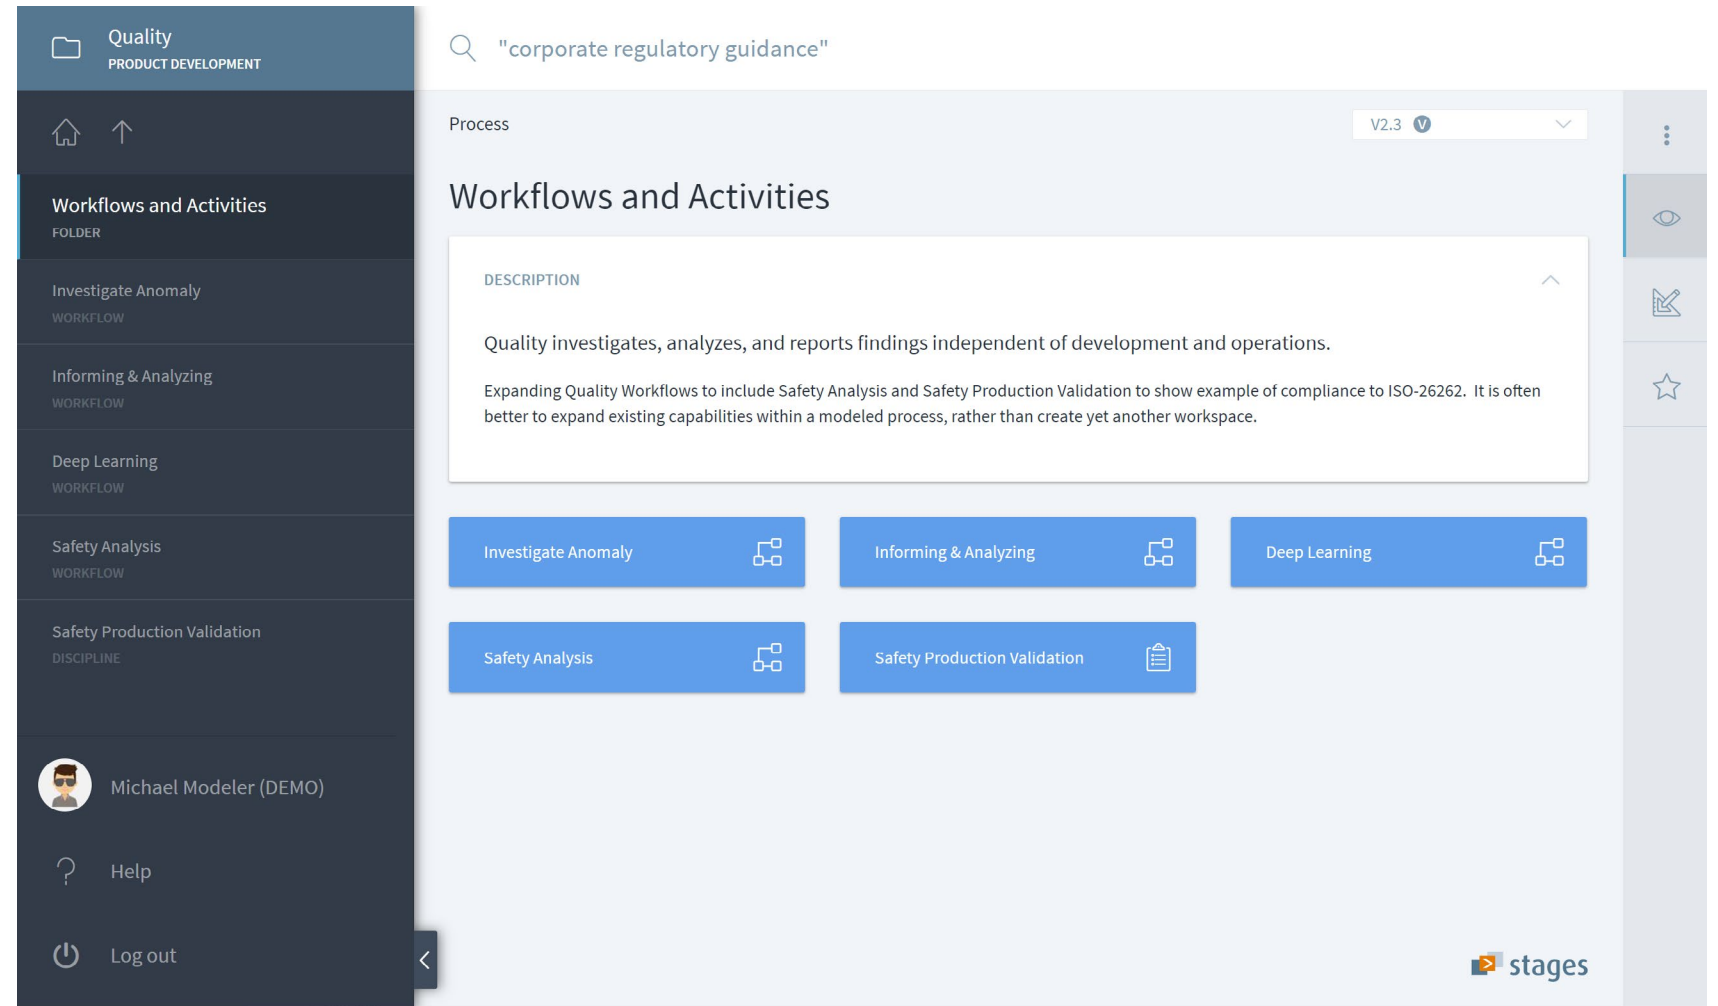 Quality
PRODUCT DEVELOPMENT
"corporate regulatory guidance"
Workflows and Activities
FOLDER
Investigate Anomaly
WORKFLOW
Informing & Analyzing
WORKFLOW
Deep Learning
WORKFLOW
Safety Analysis
WORKFLOW
Safety Production Validation
DISCIPLINE
Michael Modeler (DEMO)
Help
Log out
Process
V2.3 V
Workflows and Activities
DESCRIPTION
Quality investigates, analyzes, and reports findings independent of development and operations.
Expanding Quality Workflows to include Safety Analysis and Safety Production Validation to show example of compliance to ISO-26262. It is often
better to expand existing capabilities within a modeled process, rather than create yet another workspace.
Investigate Anomaly
Informing & Analyzing
Deep Learning
Safety Analysis
Safety Production Validation
stages